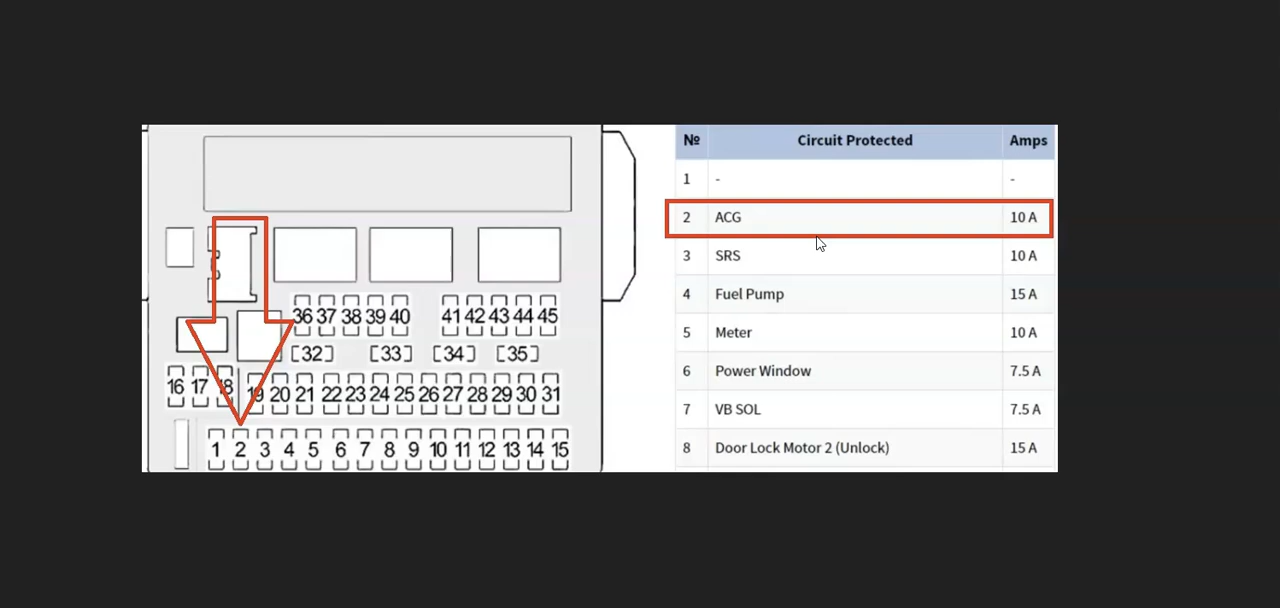 36 37 38 39 40 41 42 43 44 45
[32] [33] [34] [35]
16 17 18 19 20 21 22 23 24 25 26 27 28 29 30 31
1 2 3 4 5 6 7 8 9 10 11 12 13 14 15
№ Circuit Protected Amps
1 - -
2 ACG 10 A
3 SRS 10 A
4 Fuel Pump 15 A
5 Meter 10 A
6 Power Window 7.5 A
7 VB SOL 7.5 A
8 Door Lock Motor 2 (Unlock) 15 A